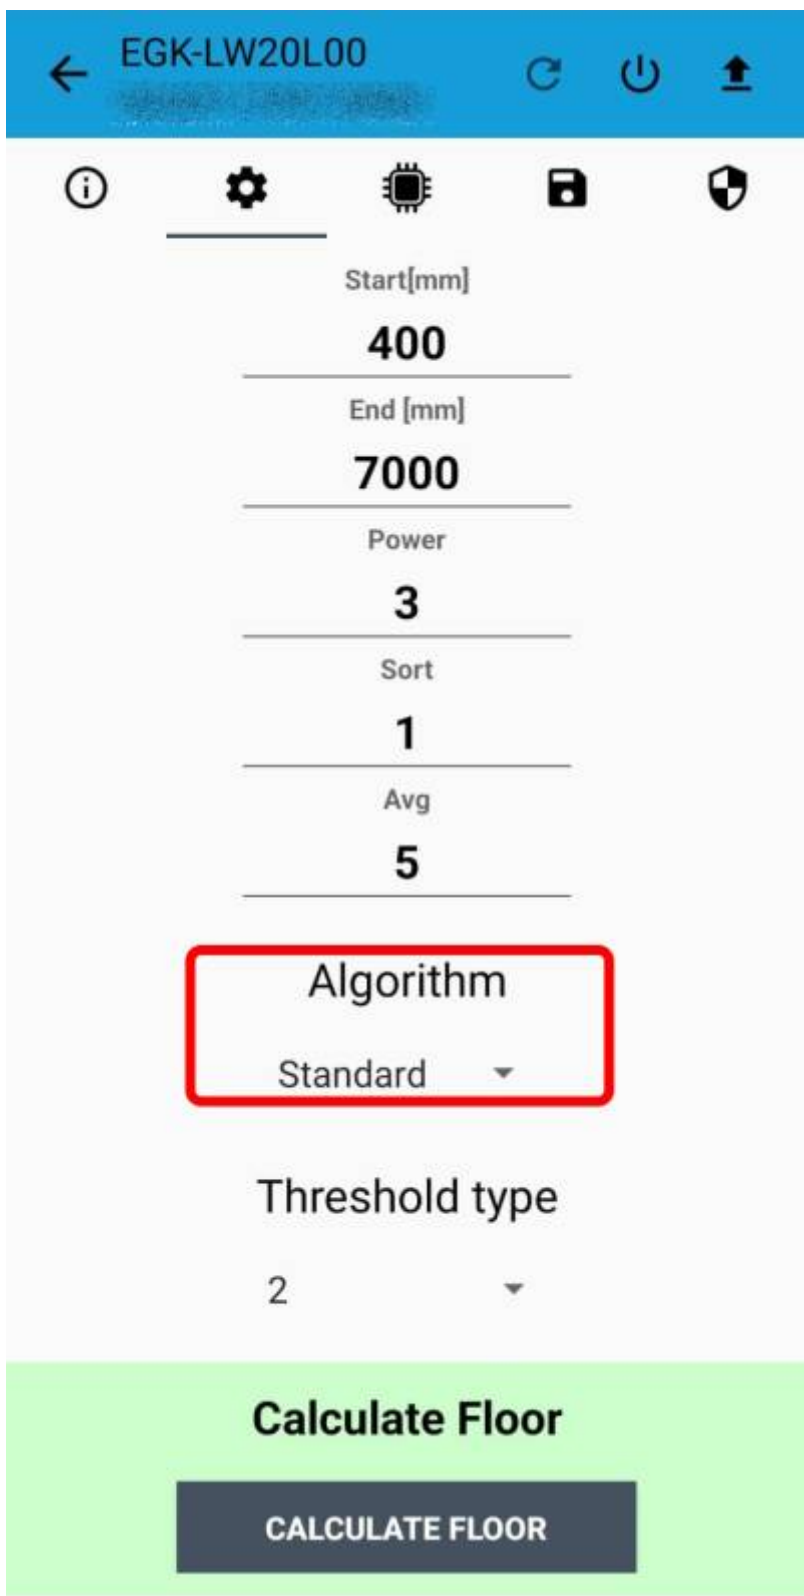 EGK-LW20L00
Start[mm]
400
End [mm]
7000
Power
3
Sort
1
Avg
5
Algorithm
Standard
Threshold type
2
Calculate Floor
CALCULATE FLOOR